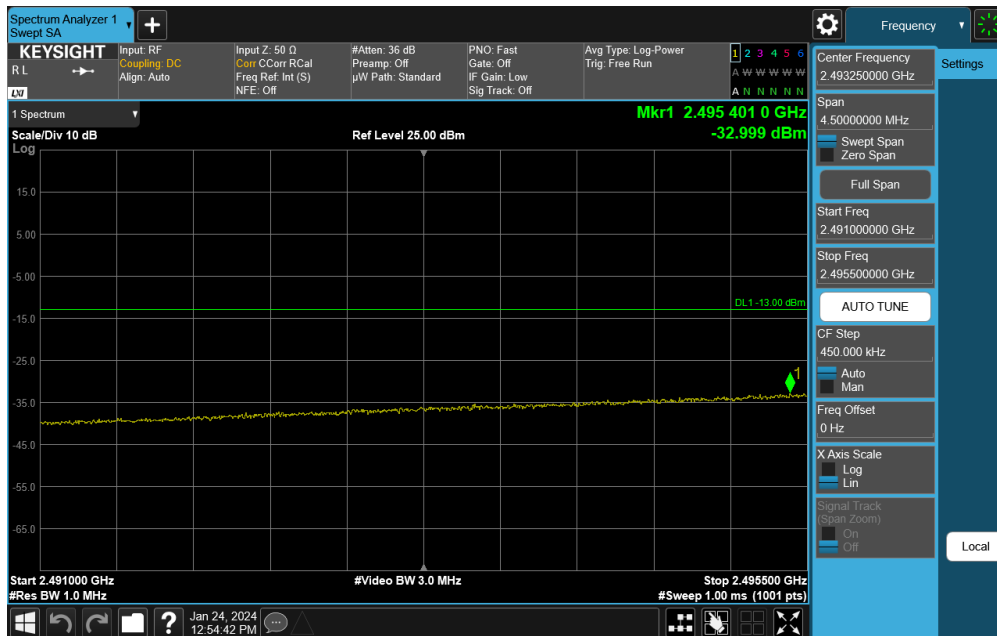 Spectrum Analyzer 1
Swept SA
+
Frequency
KEYSIGHT
R L
LXI
Input: RF
Coupling: DC
Align: Auto
Input Z: 50 Ω
Corr CCorr RCal
Freq Ref: Int (S)
NFE: Off
#Atten: 36 dB
Preamp: Off
µW Path: Standard
PNO: Fast
Gate: Off
IF Gain: Low
Sig Track: Off
Avg Type: Log-Power
Trig: Free Run
1 2 3 4 5 6
A W W W W W
A N N N N N
1 Spectrum
Scale/Div 10 dB
Log
Ref Level 25.00 dBm
Mkr1 2.495 401 0 GHz
-32.999 dBm
15.0
5.00
-5.00
DL1 -13.00 dBm
-15.0
-25.0
1
-35.0
-45.0
-55.0
-65.0
Start 2.491000 GHz
#Video BW 3.0 MHz
Stop 2.495500 GHz
#Res BW 1.0 MHz
#Sweep 1.00 ms (1001 pts)
Center Frequency
2.493250000 GHz
Settings
Span
4.50000000 MHz
Swept Span
Zero Span
Full Span
Start Freq
2.491000000 GHz
Stop Freq
2.495500000 GHz
AUTO TUNE
CF Step
450.000 kHz
Auto
Man
Freq Offset
0 Hz
X Axis Scale
Log
Lin
Signal Track
(Span Zoom)
On
Off
Local
?
Jan 24, 2024
12:54:42 PM